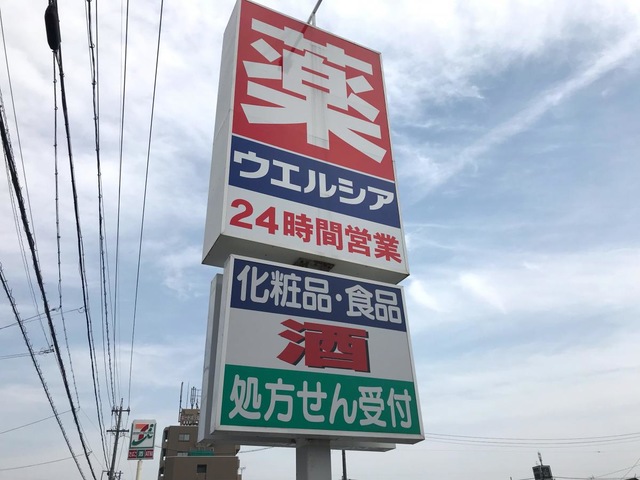 薬
ウエルシア
24時間営業
化粧品・食品
酒
処方せん受付